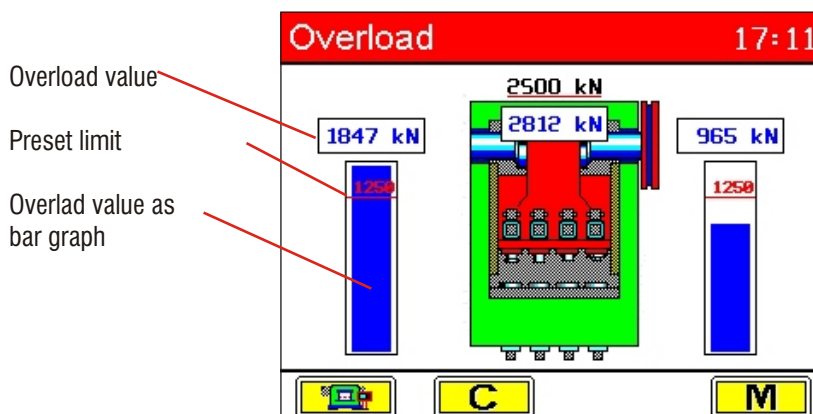 Overload 17:11
Overload value
2500 kN
1847 kN
2812 kN
965 kN
Preset limit
1250
1250
Overlad value as
bar graph
C
M